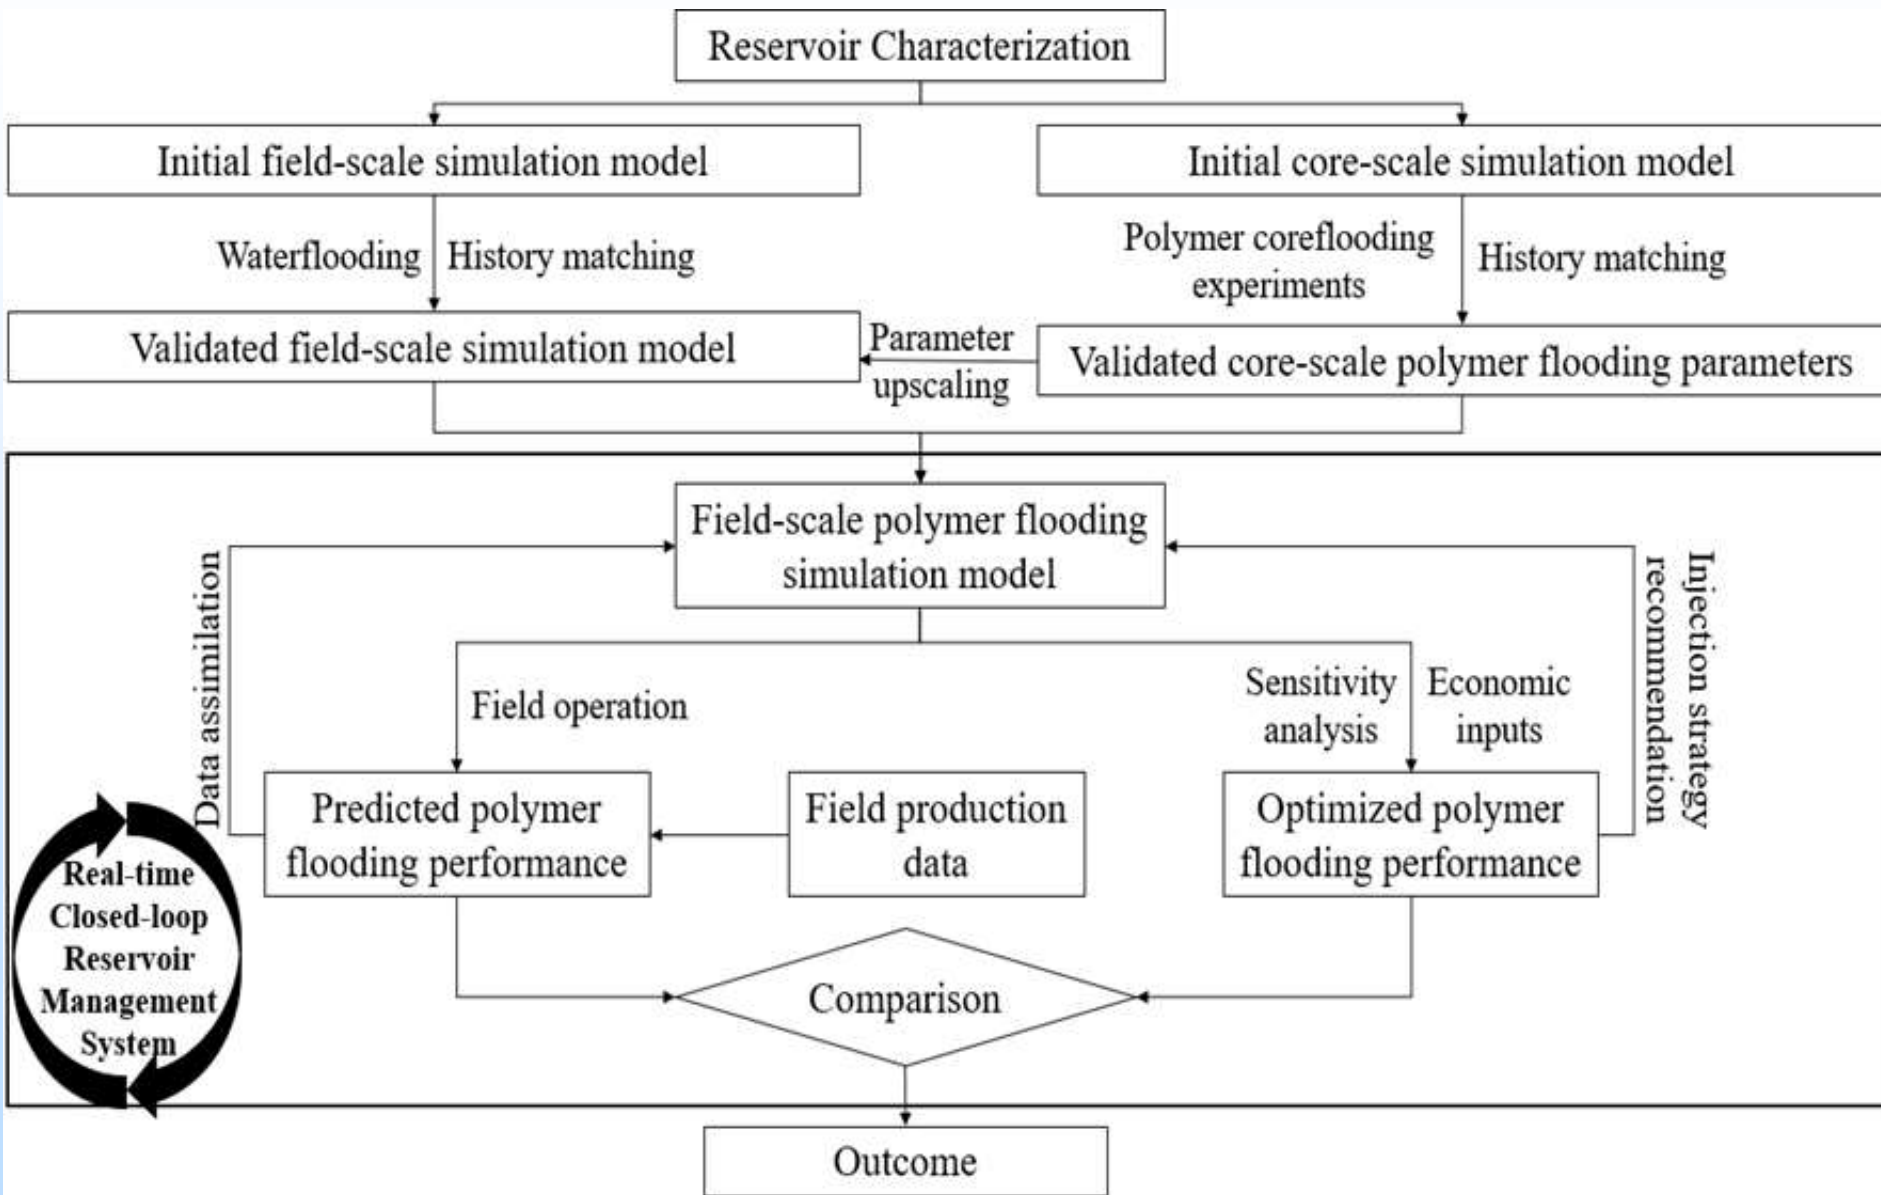 Reservoir Characterization
Initial field-scale simulation model
Initial core-scale simulation model
Waterflooding
History matching
Polymer coreflooding
experiments
History matching
Validated field-scale simulation model
Parameter
upscaling
Validated core-scale polymer flooding parameters
Field-scale polymer flooding
simulation model
Data assimilation
Injection strategy
recommendation
Field operation
Sensitivity
analysis
Economic
inputs
Predicted polymer
flooding performance
Field production
data
Optimized polymer
flooding performance
Real-time
Closed-loop
Reservoir
Management
System
Comparison
Outcome